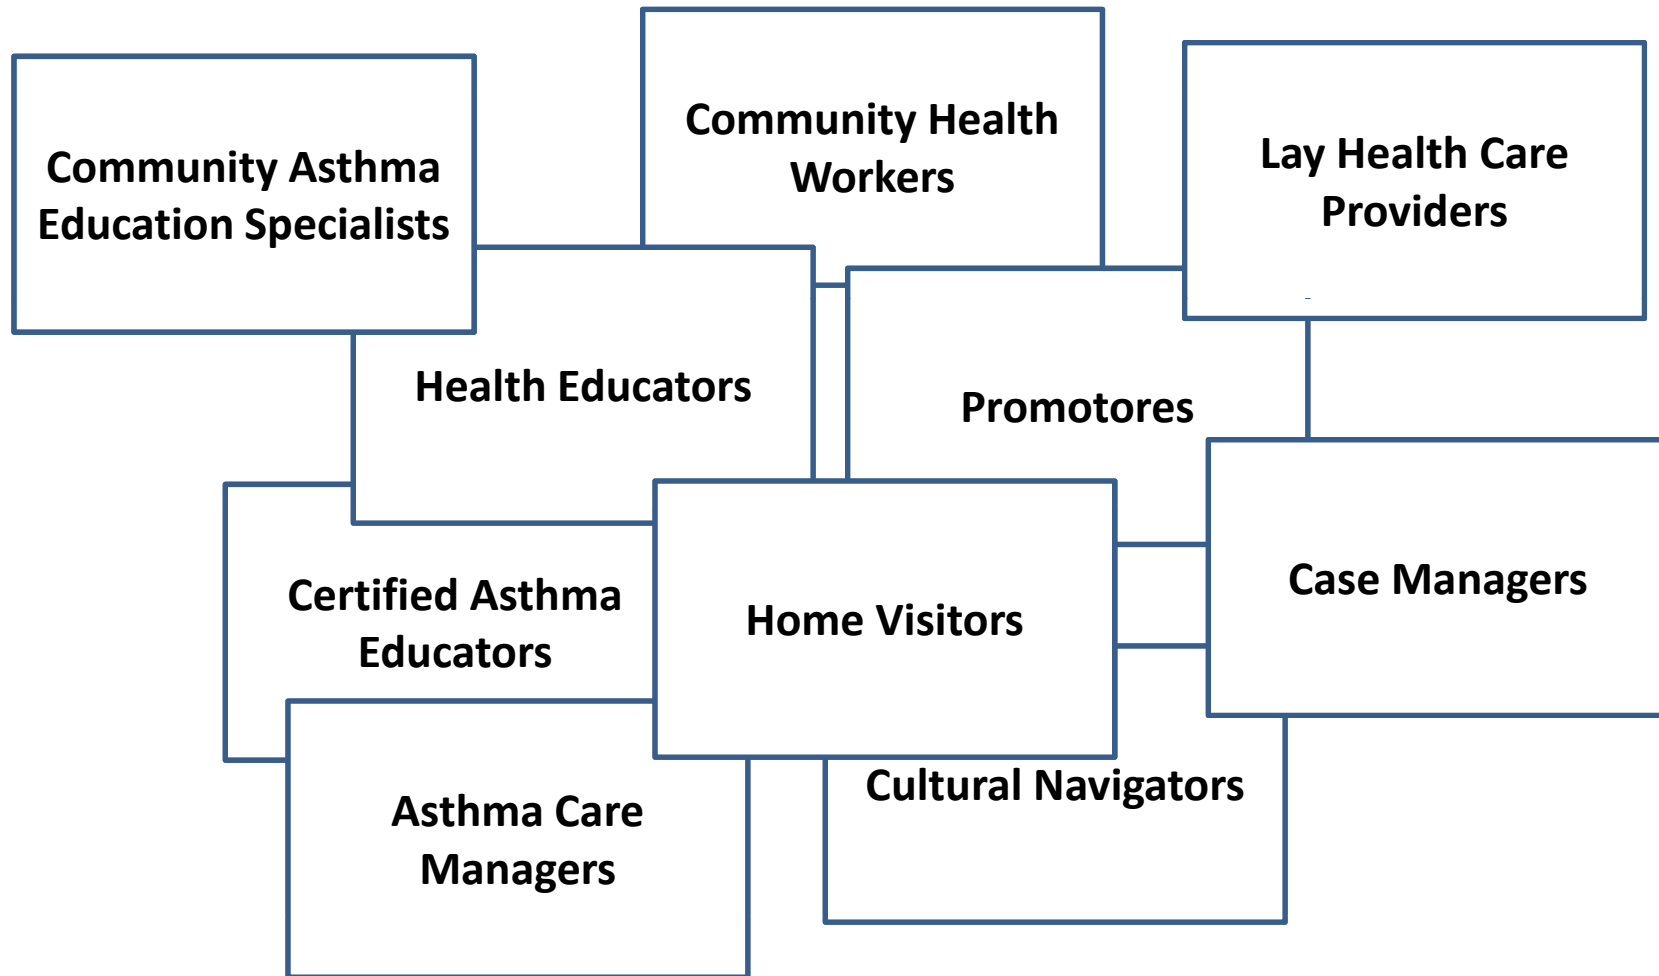 Community Health
Workers
Community Asthma
Education Specialists
Lay Health Care
Providers
Health Educators
Promotores
Certified Asthma
Educators
Home Visitors
Case Managers
Asthma Care
Managers
Cultural Navigators